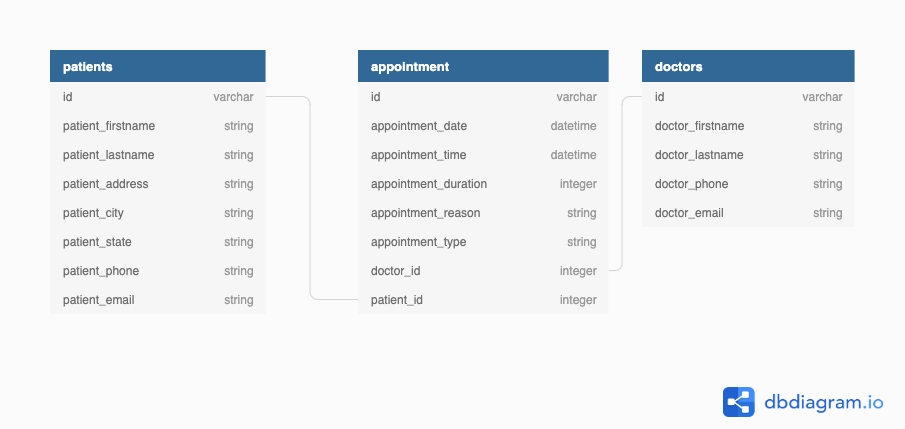 patients
id varchar
patient_firstname string
patient_lastname string
patient_address string
patient_city string
patient_state string
patient_phone string
patient_email string
appointment
id varchar
appointment_date datetime
appointment_time datetime
appointment_duration integer
appointment_reason string
appointment_type string
doctor_id integer
patient_id integer
doctors
id varchar
doctor_firstname string
doctor_lastname string
doctor_phone string
doctor_email string
dbdiagram.io